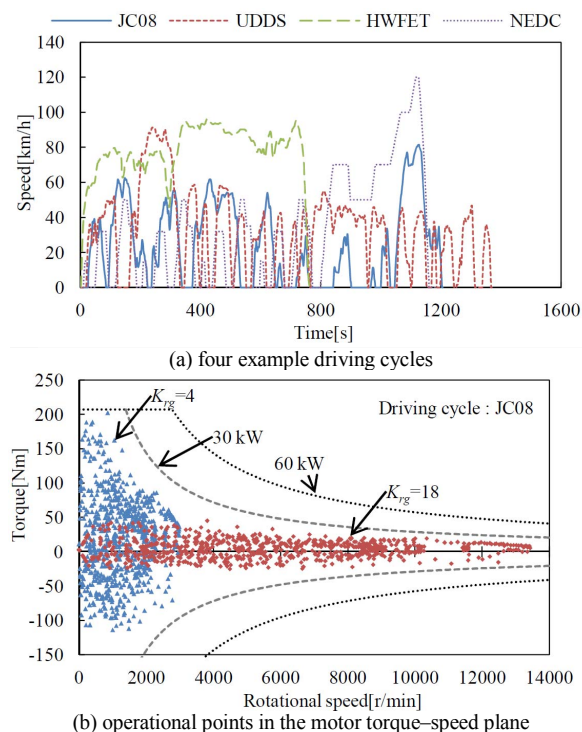 JC08 UDDS HWFET NEDC
140
120
100
80
60
40
20
0
Speed[km/h]
0 400 800 1200 1600
Time[s]
(a) four example driving cycles
250
200
150
100
50
0
-50
-100
-150
Torque[Nm]
Krg=4
30 kW
60 kW
Driving cycle : JC08
Krg=18
0 2000 4000 6000 8000 10000 12000 14000
Rotational speed[r/min]
(b) operational points in the motor torque–speed plane